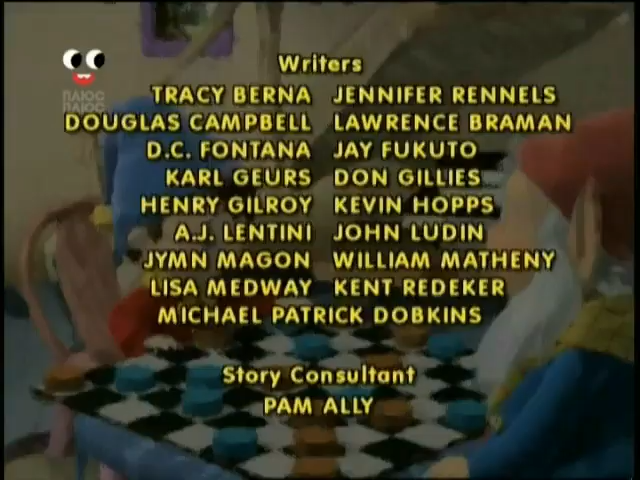 ПЛЮС
ПЛЮС
Writers
TRACY BERNA JENNIFER RENNELS
DOUGLAS CAMPBELL LAWRENCE BRAMAN
D.C. FONTANA JAY FUKUTO
KARL GEURS DON GILLIES
HENRY GILROY KEVIN HOPPS
A.J. LENTINI JOHN LUDIN
JYMN MAGON WILLIAM MATHENY
LISA MEDWAY KENT REDEKER
MICHAEL PATRICK DOBKINS
Story Consultant
PAM ALLY